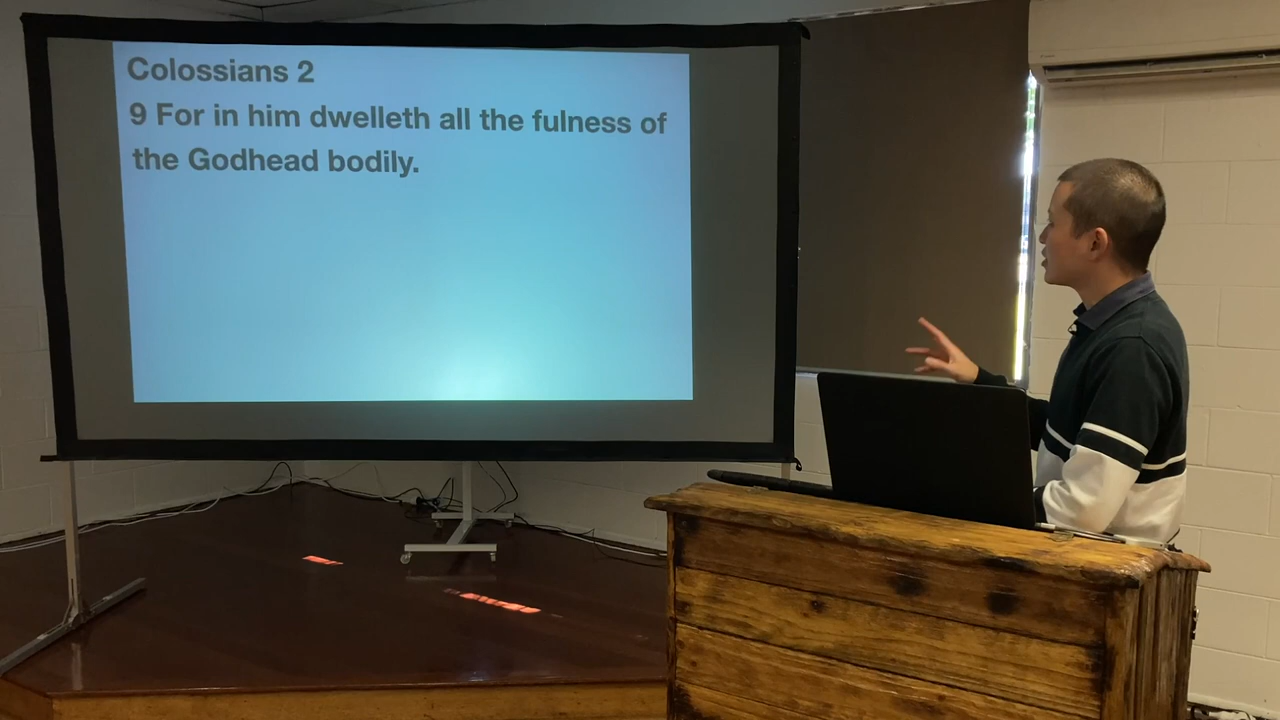 Colossians 2
9 For in him dwelleth all the fulness of
the Godhead bodily.